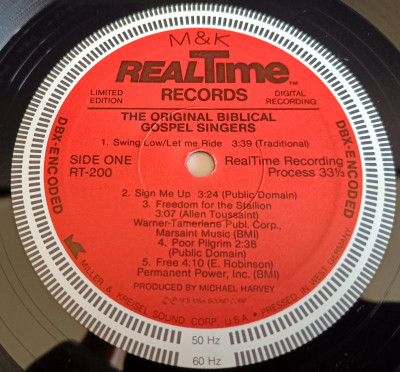 M&K
REALTime™
LIMITED EDITION
RECORDS
DIGITAL RECORDING
THE ORIGINAL BIBLICAL
GOSPEL SINGERS
1. Swing Low/Let me Ride 3:39 (Traditional)
SIDE ONE
RT-200
RealTime Recording
Process 33⅓
2. Sign Me Up 3:24 (Public Domain)
3. Freedom for the Stallion
3:07 (Allen Toussaint)
Warner-Tamerlane Publ. Corp.,
Marsaint Music (BMI)
4. Poor Pilgrim 2:38
(Public Domain)
5. Free 4:10 (E. Robinson)
Permanent Power, Inc. (BMI)
PRODUCED BY MICHAEL HARVEY
MILLER & KREISEL SOUND CORP., U.S.A. • PRESSED IN WEST GERMANY
DBX-ENCODED
DBX-ENCODED
50 Hz
60 Hz